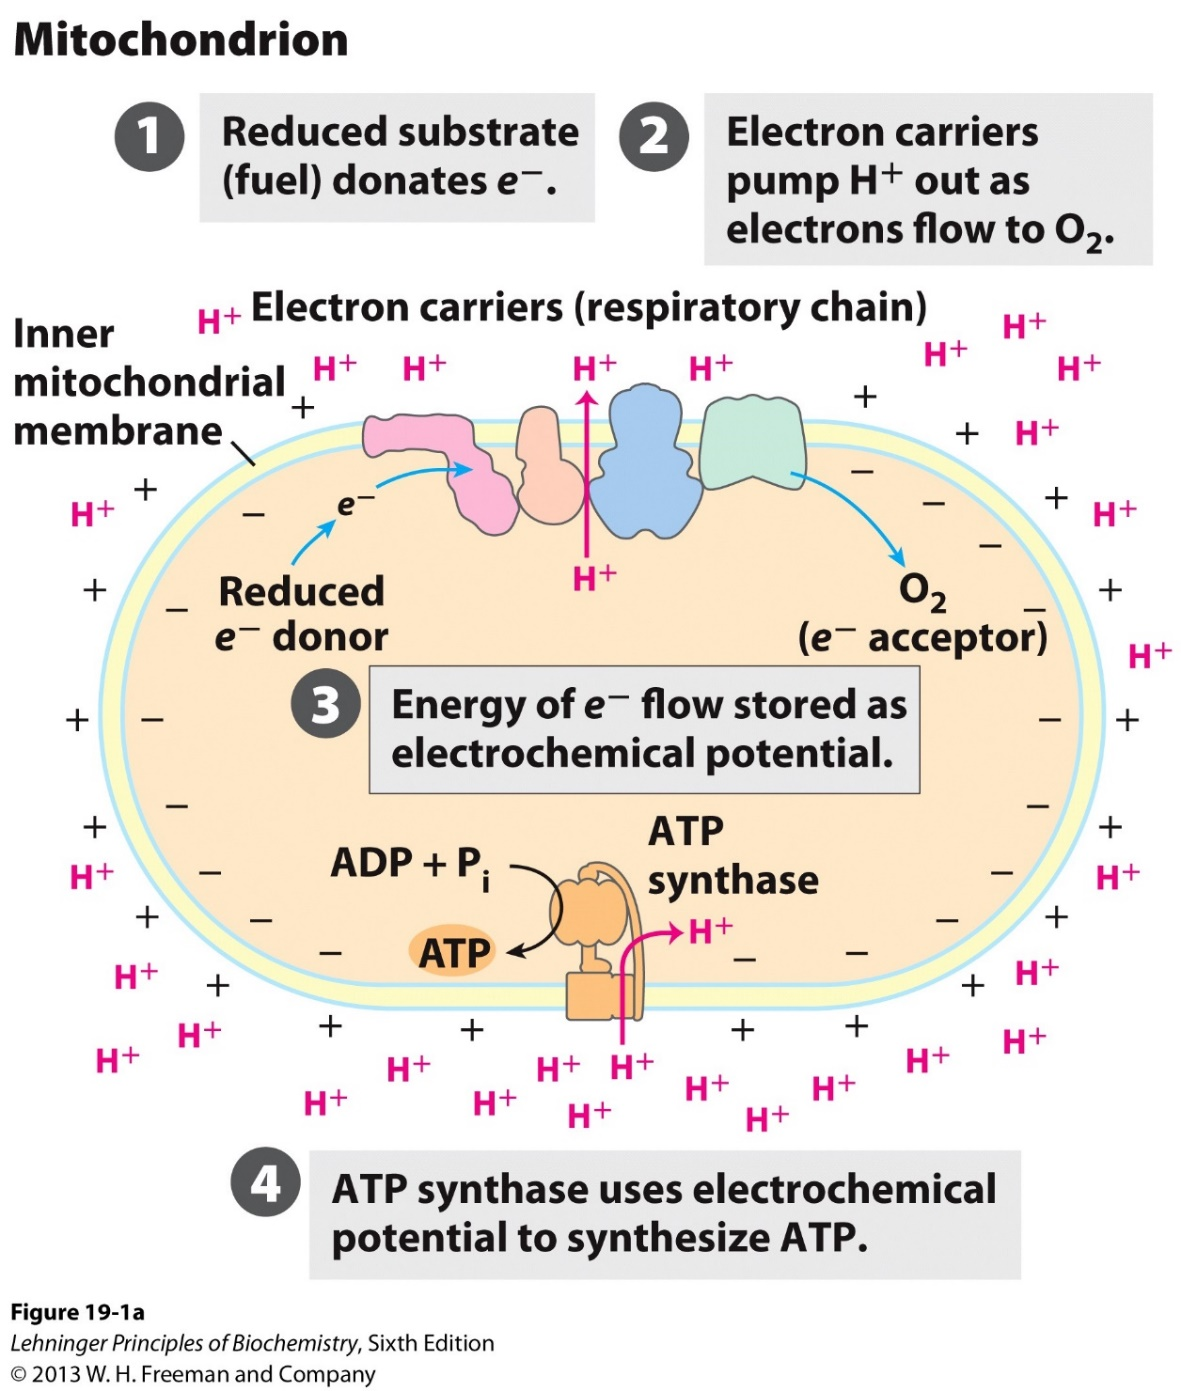 Mitochondrion
1
Reduced substrate
(fuel) donates e–.
2
Electron carriers
pump H+ out as
electrons flow to O2.
Electron carriers (respiratory chain)
Inner
mitochondrial
membrane
H+
H+
H+
H+
H+
H+
H+
H+
H+
+
+
+
+
+
H+
–
e–
–
–
–
+
H+
+
–
Reduced
e– donor
H+
O2
(e– acceptor)
–
+
H+
3
Energy of e– flow stored as
electrochemical potential.
+
–
–
+
–
–
+
+
ADP + Pi
ATP
synthase
H+
–
–
H+
+
–
–
+
ATP
H+
–
–
–
H+
+
+
H+
+
+
+
+
H+
H+
H+
H+
H+
H+
H+
H+
H+
H+
H+
H+
H+
4
ATP synthase uses electrochemical
potential to synthesize ATP.
Figure 19-1a
Lehninger Principles of Biochemistry, Sixth Edition
© 2013 W. H. Freeman and Company